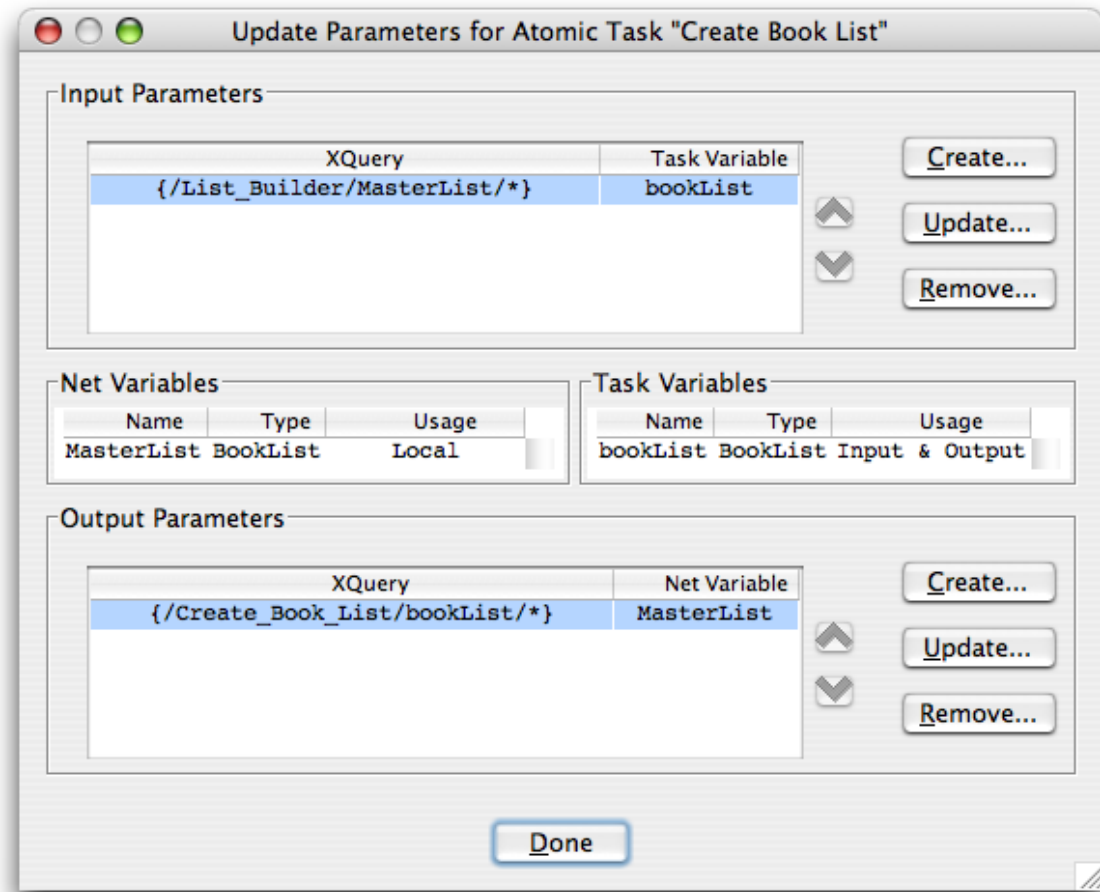 Update Parameters for Atomic Task "Create Book List"
Input Parameters
XQuery Task Variable
{/List_Builder/MasterList/*} bookList
Create...
Update...
Remove...
Net Variables
Name Type Usage
MasterList BookList Local
Task Variables
Name Type Usage
bookList BookList Input & Output
Output Parameters
XQuery Net Variable
{/Create_Book_List/bookList/*} MasterList
Create...
Update...
Remove...
Done